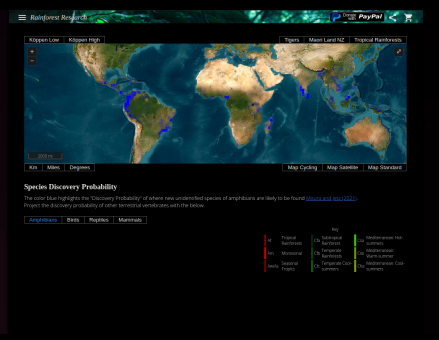 Rainforest Research
Donate with PayPal
Köppen Low Köppen High
Tigers Maori Land NZ Tropical Rainforests
+
−
2000 mi
Km Miles Degrees
Map Cycling Map Satellite Map Standard
Species Discovery Probability
The color blue highlights the "Discovery Probability" of where new unidentified species of amphibians are likely to be found Moura and Jetz (2021).
Project the discovery probability of other terrestrial vertebrates with the below.
Amphibians Birds Reptiles Mammals
Key
Af Tropical Rainforests
Cfa Subtropical Rainforest
Csa Mediterranean: Hot-summers
Am Monsoonal
Cfb Temperate Rainforests
Csb Mediterranean: Warm-summer
Aw/As Seasonal Tropics
Cfc Temperate Cool-summers
Csc Mediterranean: Cool-summers